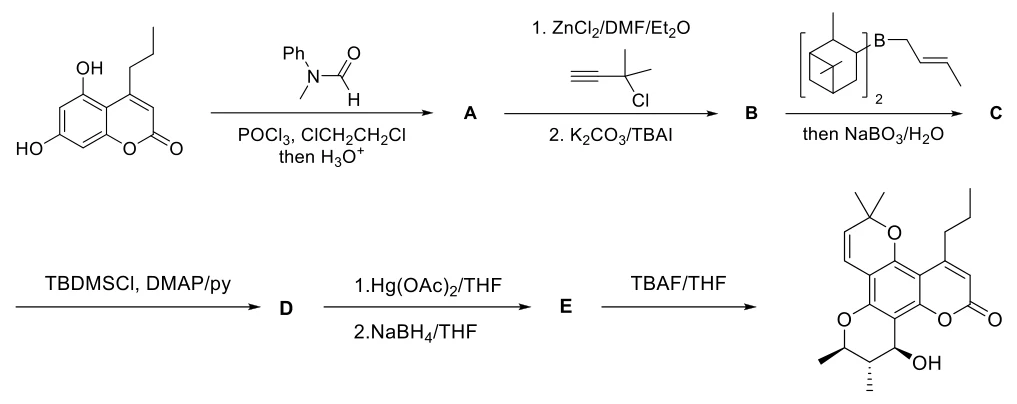 OH
HO
O
O
Ph
N
O
H
POCl3, ClCH2CH2Cl
then H3O+
A
1. ZnCl2/DMF/Et2O
Cl
2. K2CO3/TBAI
B
B
2
then NaBO3/H2O
C
TBDMSCl, DMAP/py
D
1.Hg(OAc)2/THF
2.NaBH4/THF
E
TBAF/THF
O
O
O
O
OH